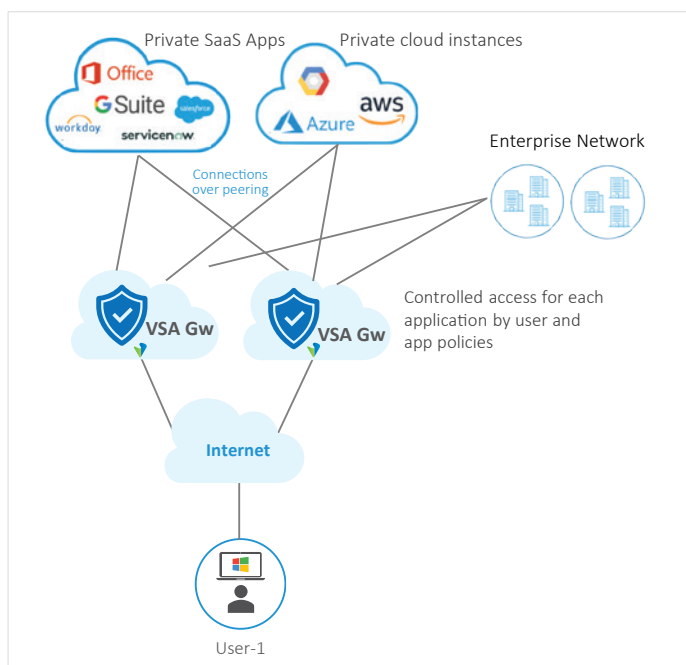 Private SaaS Apps
Private cloud instances
Office
G Suite
salesforce
workday.
servicenow
aws
Azure
Enterprise Network
Connections
over peering
Controlled access for each
application by user and
app policies
VSA Gw
VSA Gw
Internet
User-1